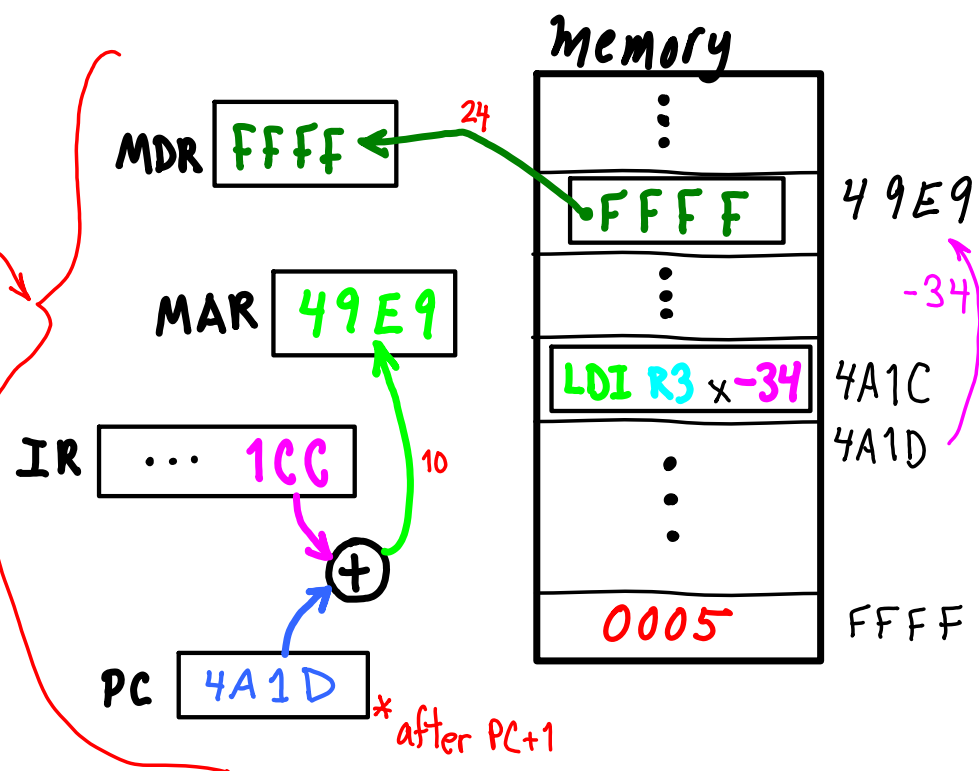 memory
24
MDR FFFF
FFFF 49E9
-34
MAR 49E9
LDI R3 x -34 4A1C
4A1D
IR ... 1CC
10
+
0005 FFFF
PC 4A1D
* after PC+1